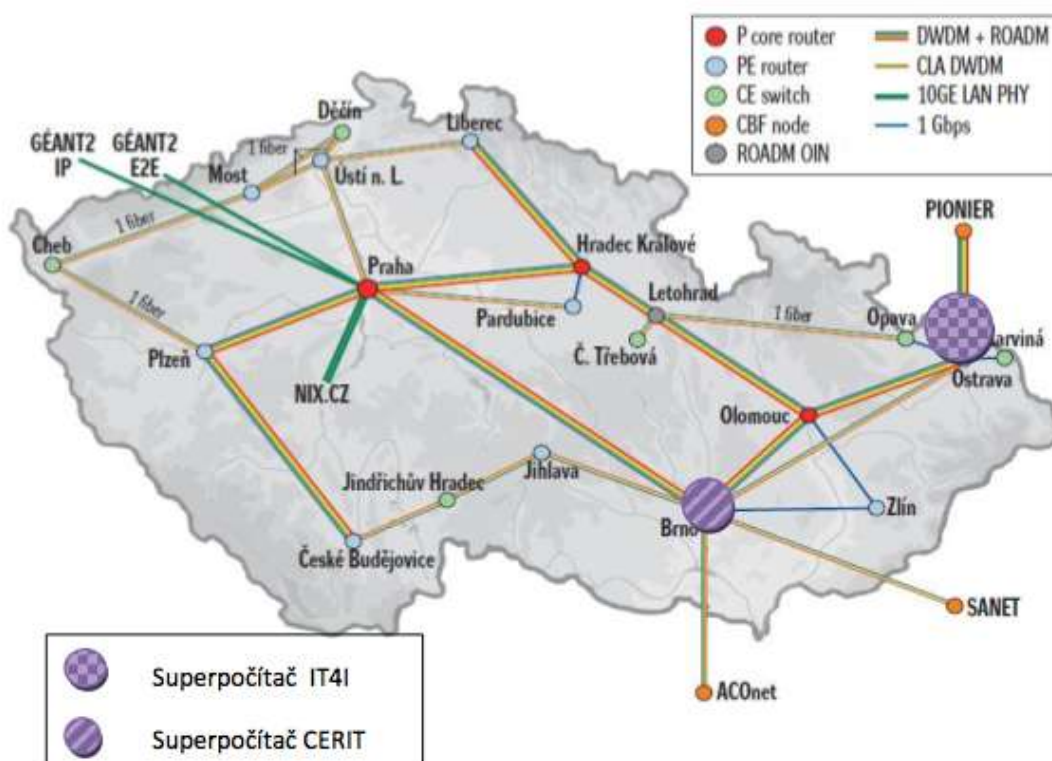 P core router
PE router
CE switch
CBF node
ROADM OIN
DWDM + ROADM
CLA DWDM
10GE LAN PHY
1 Gbps
GÉANT2
IP
GÉANT2
E2E
Děčín
Liberec
1 fiber
Most
Ústí n. L.
1 fiber
Cheb
1 fiber
Praha
Hradec Králové
PIONIER
Letohrad
Pardubice
1 fiber
Opava
Č. Třebová
arviná
Ostrava
Plzeň
NIX.CZ
Olomouc
Jihlava
Jindřichův Hradec
Brno
Zlín
České Budějovice
SANET
ACOnet
Superpočítač IT4I
Superpočítač CERIT